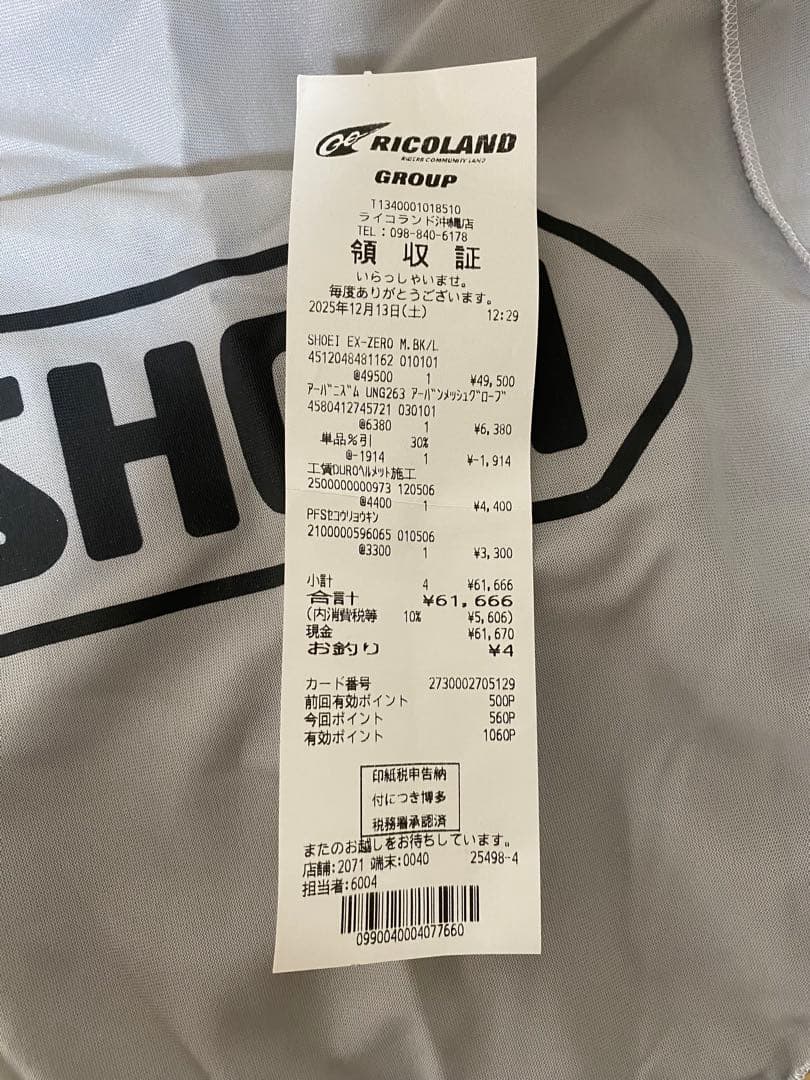 RICOLAND
RIDERS COMMUNITY LAND
GROUP
T1340001018510
ライコランド沖縄店
TEL：098-840-6178
領収証
いらっしゃいませ。
毎度ありがとうございます。
2025年12月13日(土) 12:29
SHOEI EX-ZERO M.BK/L
4512048481162 010101
@49500 1 ¥49,500
ｱｰﾊﾞﾆｽﾞﾑ UNG263 ｱｰﾊﾞﾝﾒｯｼｭｸﾞﾛｰﾌﾞ
4580412745721 030101
@6380 1 ¥6,380
単品%引 30%
@-1914 1 ¥-1,914
工賃DUROﾍﾙﾒｯﾄ施工
2500000000973 120506
@4400 1 ¥4,400
PFSｾｺｳﾘｮｳｷﾝ
2100000596065 010506
@3300 1 ¥3,300
小計 4 ¥61,666
合計 ¥61,666
(内消費税等 10% ¥5,606)
現金 ¥61,670
お釣り ¥4
カード番号 2730002705129
前回有効ポイント 500P
今回ポイント 560P
有効ポイント 1060P
印紙税申告納
付につき博多
税務署承認済
またのお越しをお待ちしています。
店舗:2071 端末:0040 25498-4
担当者:6004
0990040004077660
SHOEI